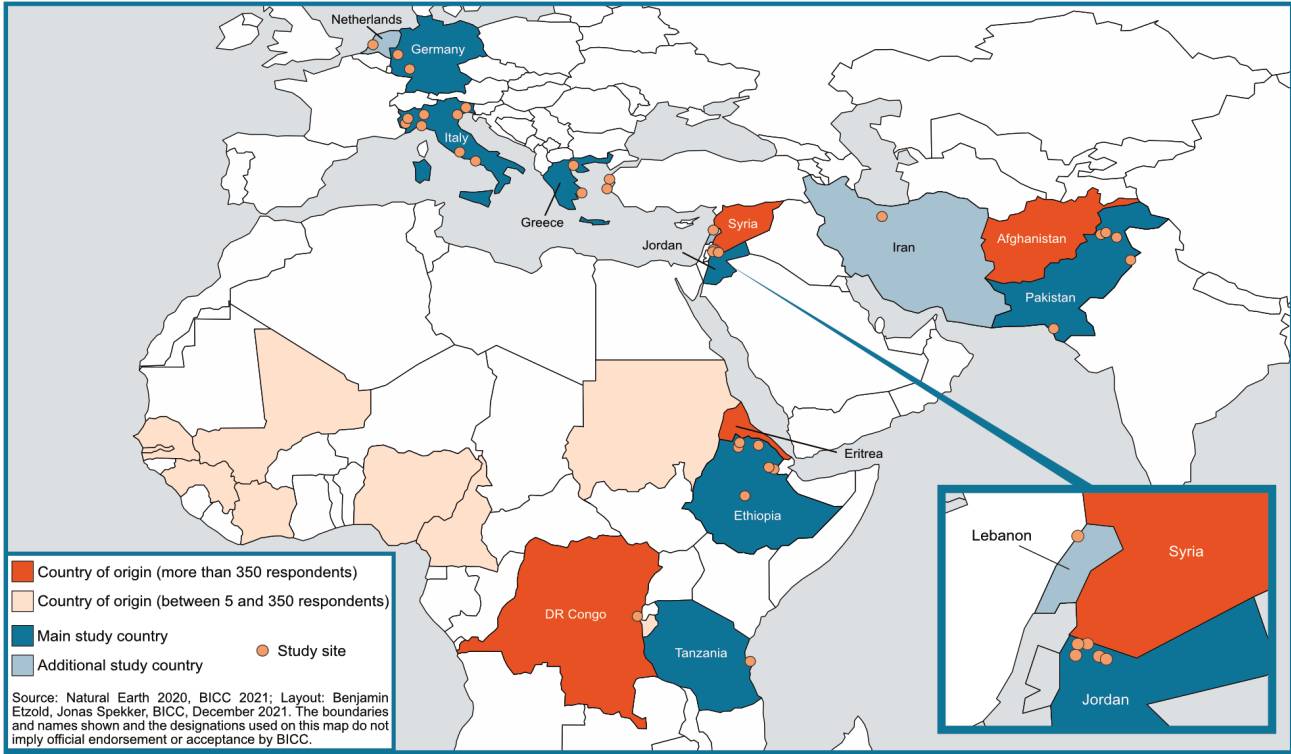 Netherlands
Germany
Italy
Greece
Syria
Jordan
Iran
Afghanistan
Pakistan
Eritrea
Ethiopia
DR Congo
Tanzania
Lebanon
Syria
Jordan
Country of origin (more than 350 respondents)
Country of origin (between 5 and 350 respondents)
Main study country
Additional study country
Study site
Source: Natural Earth 2020, BICC 2021; Layout: Benjamin
Etzold, Jonas Spekker, BICC, December 2021. The boundaries
and names shown and the designations used on this map do not
imply official endorsement or acceptance by BICC.